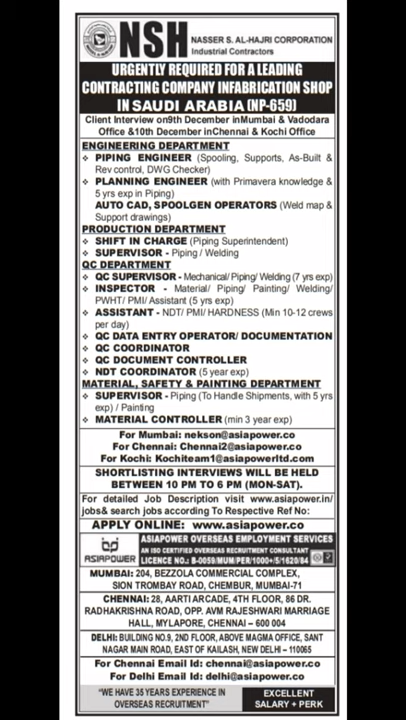 NSH NASSER S. AL-HAJRI CORPORATION
Industrial Contractors
URGENTLY REQUIRED FOR A LEADING
CONTRACTING COMPANY INFABRICATION SHOP
IN SAUDI ARABIA (NP-659)
Client Interview on9th December inMumbai & Vadodara
Office &10th December inChennai & Kochi Office
ENGINEERING DEPARTMENT
❖ PIPING ENGINEER (Spooling, Supports, As-Built &
Rev control, DWG Checker)
❖ PLANNING ENGINEER (with Primavera knowledge &
5 yrs exp in Piping)
AUTO CAD, SPOOLGEN OPERATORS (Weld map &
Support drawings)
PRODUCTION DEPARTMENT
❖ SHIFT IN CHARGE (Piping Superintendent)
❖ SUPERVISOR - Piping / Welding
QC DEPARTMENT
❖ QC SUPERVISOR - Mechanical/ Piping/ Welding (7 yrs exp)
❖ INSPECTOR - Material/ Piping/ Painting/ Welding/
PWHT/ PMI/ Assistant (5 yrs exp)
❖ ASSISTANT - NDT/ PMI/ HARDNESS (Min 10-12 crews
per day)
❖ QC DATA ENTRY OPERATOR/ DOCUMENTATION
❖ QC COORDINATOR
❖ QC DOCUMENT CONTROLLER
❖ NDT COORDINATOR (5 year exp)
MATERIAL, SAFETY & PAINTING DEPARTMENT
❖ SUPERVISOR - Piping (To Handle Shipments, with 5 yrs
exp) / Painting
❖ MATERIAL CONTROLLER (min 3 year exp)
For Mumbai: nekson@asiapower.co
For Chennai: Chennai2@asiapower.co
For Kochi: Kochiteam1@asiapowerltd.com
SHORTLISTING INTERVIEWS WILL BE HELD
BETWEEN 10 PM TO 6 PM (MON-SAT).
For detailed Job Description visit www.asiapower.in/
jobs& search jobs according To Respective Ref No:
APPLY ONLINE: www.asiapower.co
ASIAPOWER
ASIAPOWER OVERSEAS EMPLOYMENT SERVICES
AN ISO CERTIFIED OVERSEAS RECRUITMENT CONSULTANT
LICENCE NO.: B-0059/MUM/PER/1000+/5/1620/84
MUMBAI: 204, BEZZOLA COMMERCIAL COMPLEX,
SION TROMBAY ROAD, CHEMBUR, MUMBAI-71
CHENNAI: 28, AARTI ARCADE, 4TH FLOOR, 86 DR.
RADHAKRISHNA ROAD, OPP. AVM RAJESHWARI MARRIAGE
HALL, MYLAPORE, CHENNAI – 600 004
DELHI: BUILDING NO.9, 2ND FLOOR, ABOVE MAGMA OFFICE, SANT
NAGAR MAIN ROAD, EAST OF KAILASH, NEW DELHI – 110065
For Chennai Email Id: chennai@asiapower.co
For Delhi Email Id: delhi@asiapower.co
"WE HAVE 35 YEARS EXPERIENCE IN
OVERSEAS RECRUITMENT"
EXCELLENT
SALARY + PERK